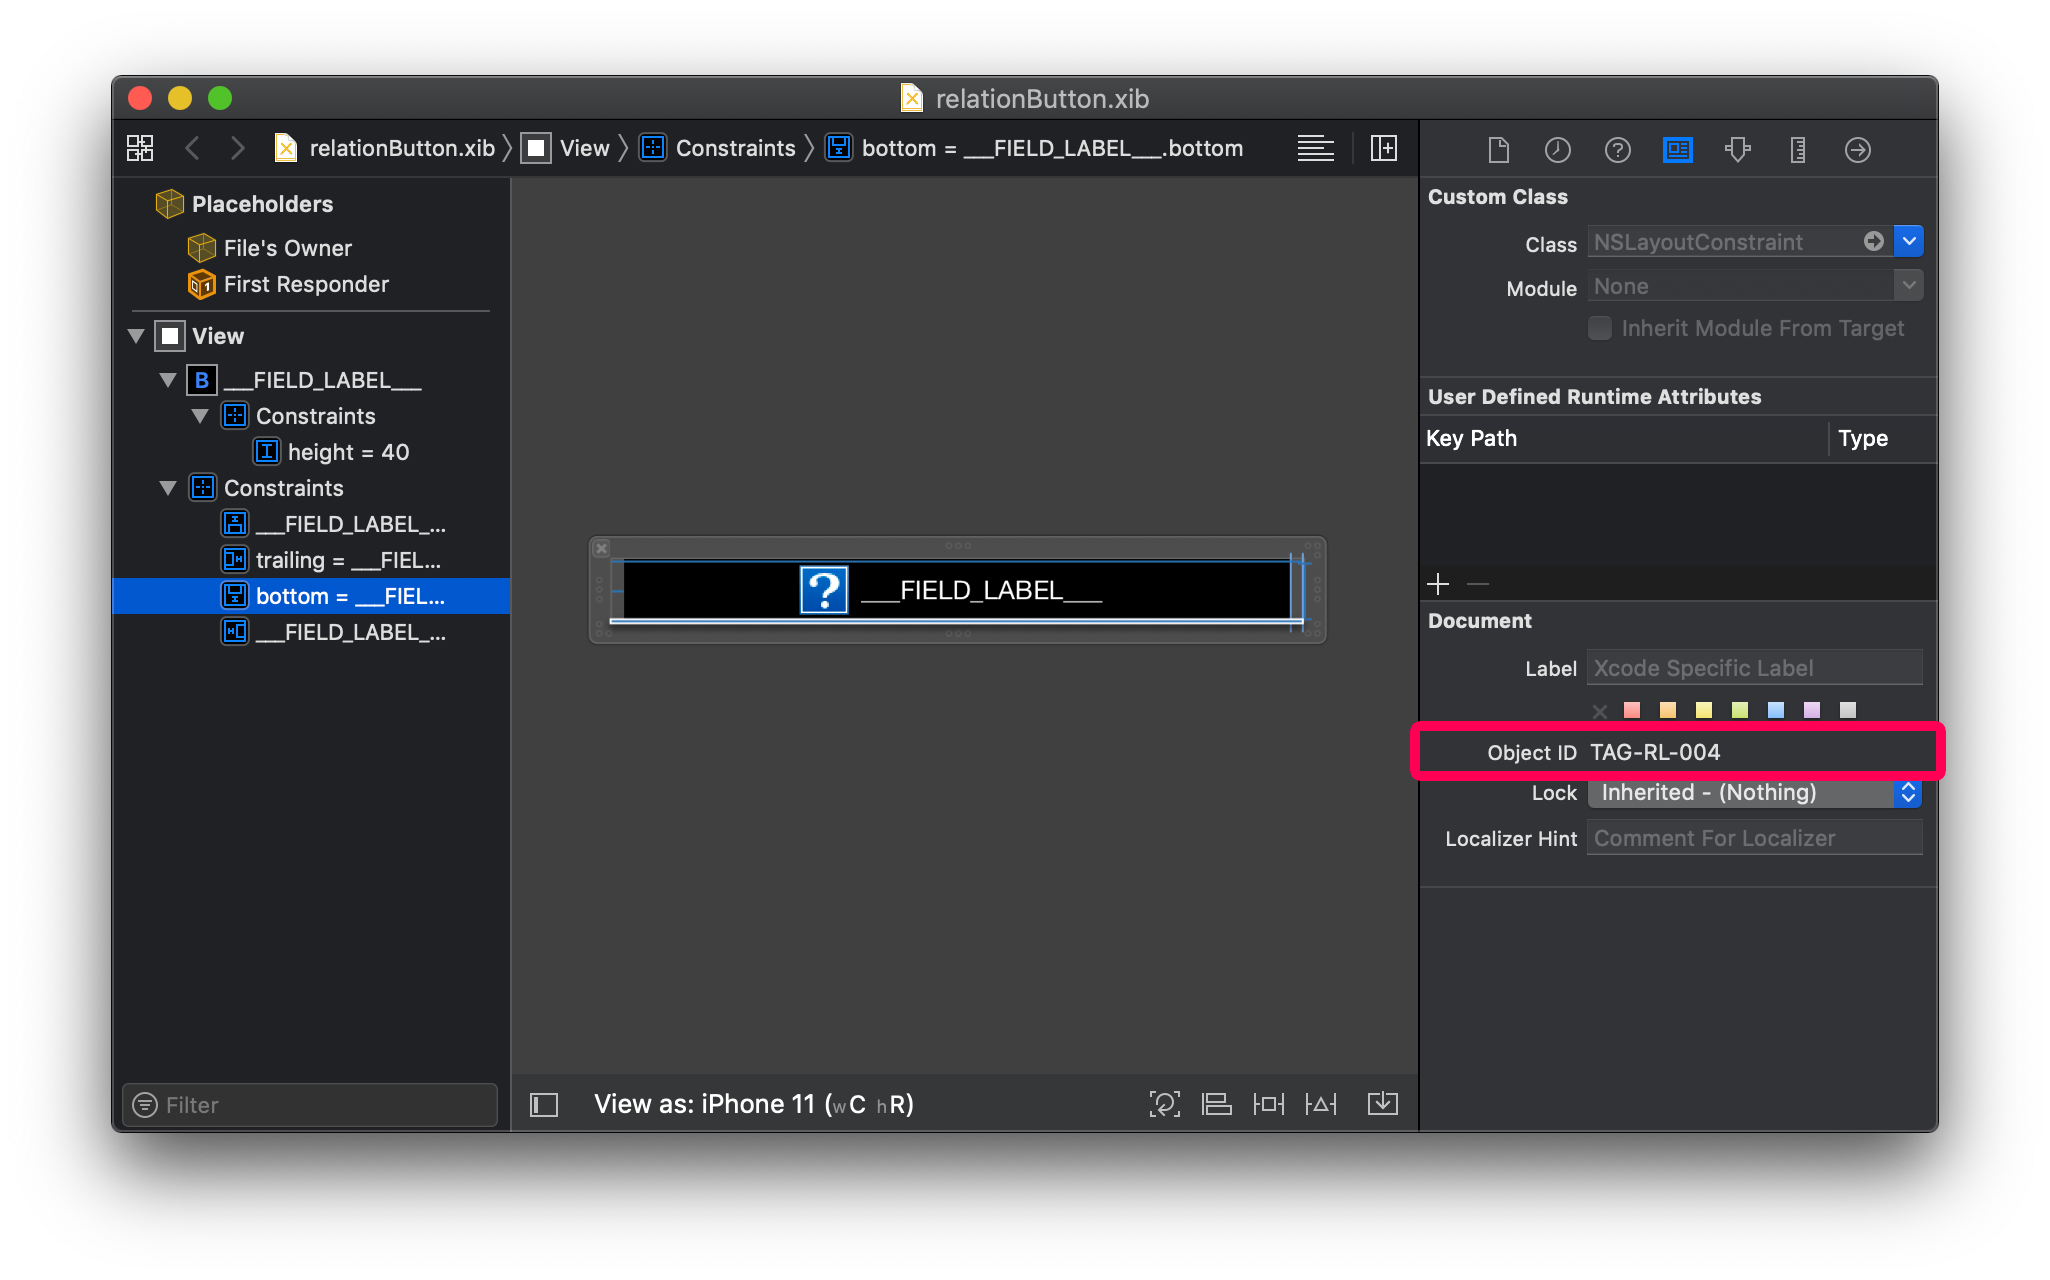 relationButton.xib
relationButton.xib 〉 View 〉 Constraints 〉 bottom = ___FIELD_LABEL___.bottom
Placeholders
File's Owner
First Responder
View
B ___FIELD_LABEL___
Constraints
height = 40
Constraints
___FIELD_LABEL_...
trailing = ___FIEL...
bottom = ___FIEL...
___FIELD_LABEL_...
Filter
? ___FIELD_LABEL___
View as: iPhone 11 (wC hR)
Custom Class
Class NSLayoutConstraint
Module None
Inherit Module From Target
User Defined Runtime Attributes
Key Path Type
Document
Label Xcode Specific Label
Object ID TAG-RL-004
Lock Inherited - (Nothing)
Localizer Hint Comment For Localizer